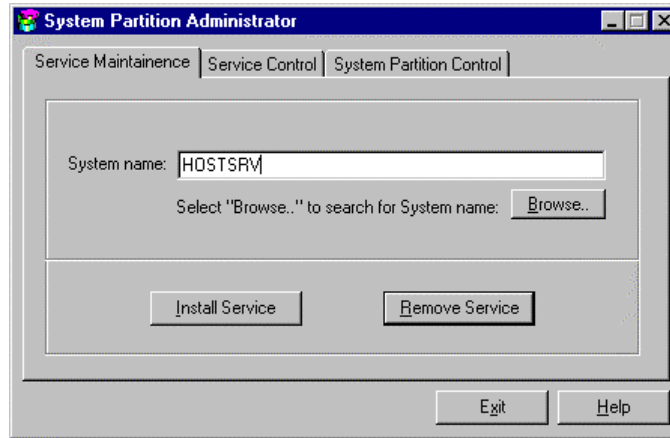 System Partition Administrator
Service Maintainence Service Control System Partition Control
System name: HOSTSRV
Select "Browse.." to search for System name: Browse..
Install Service Remove Service
Exit Help